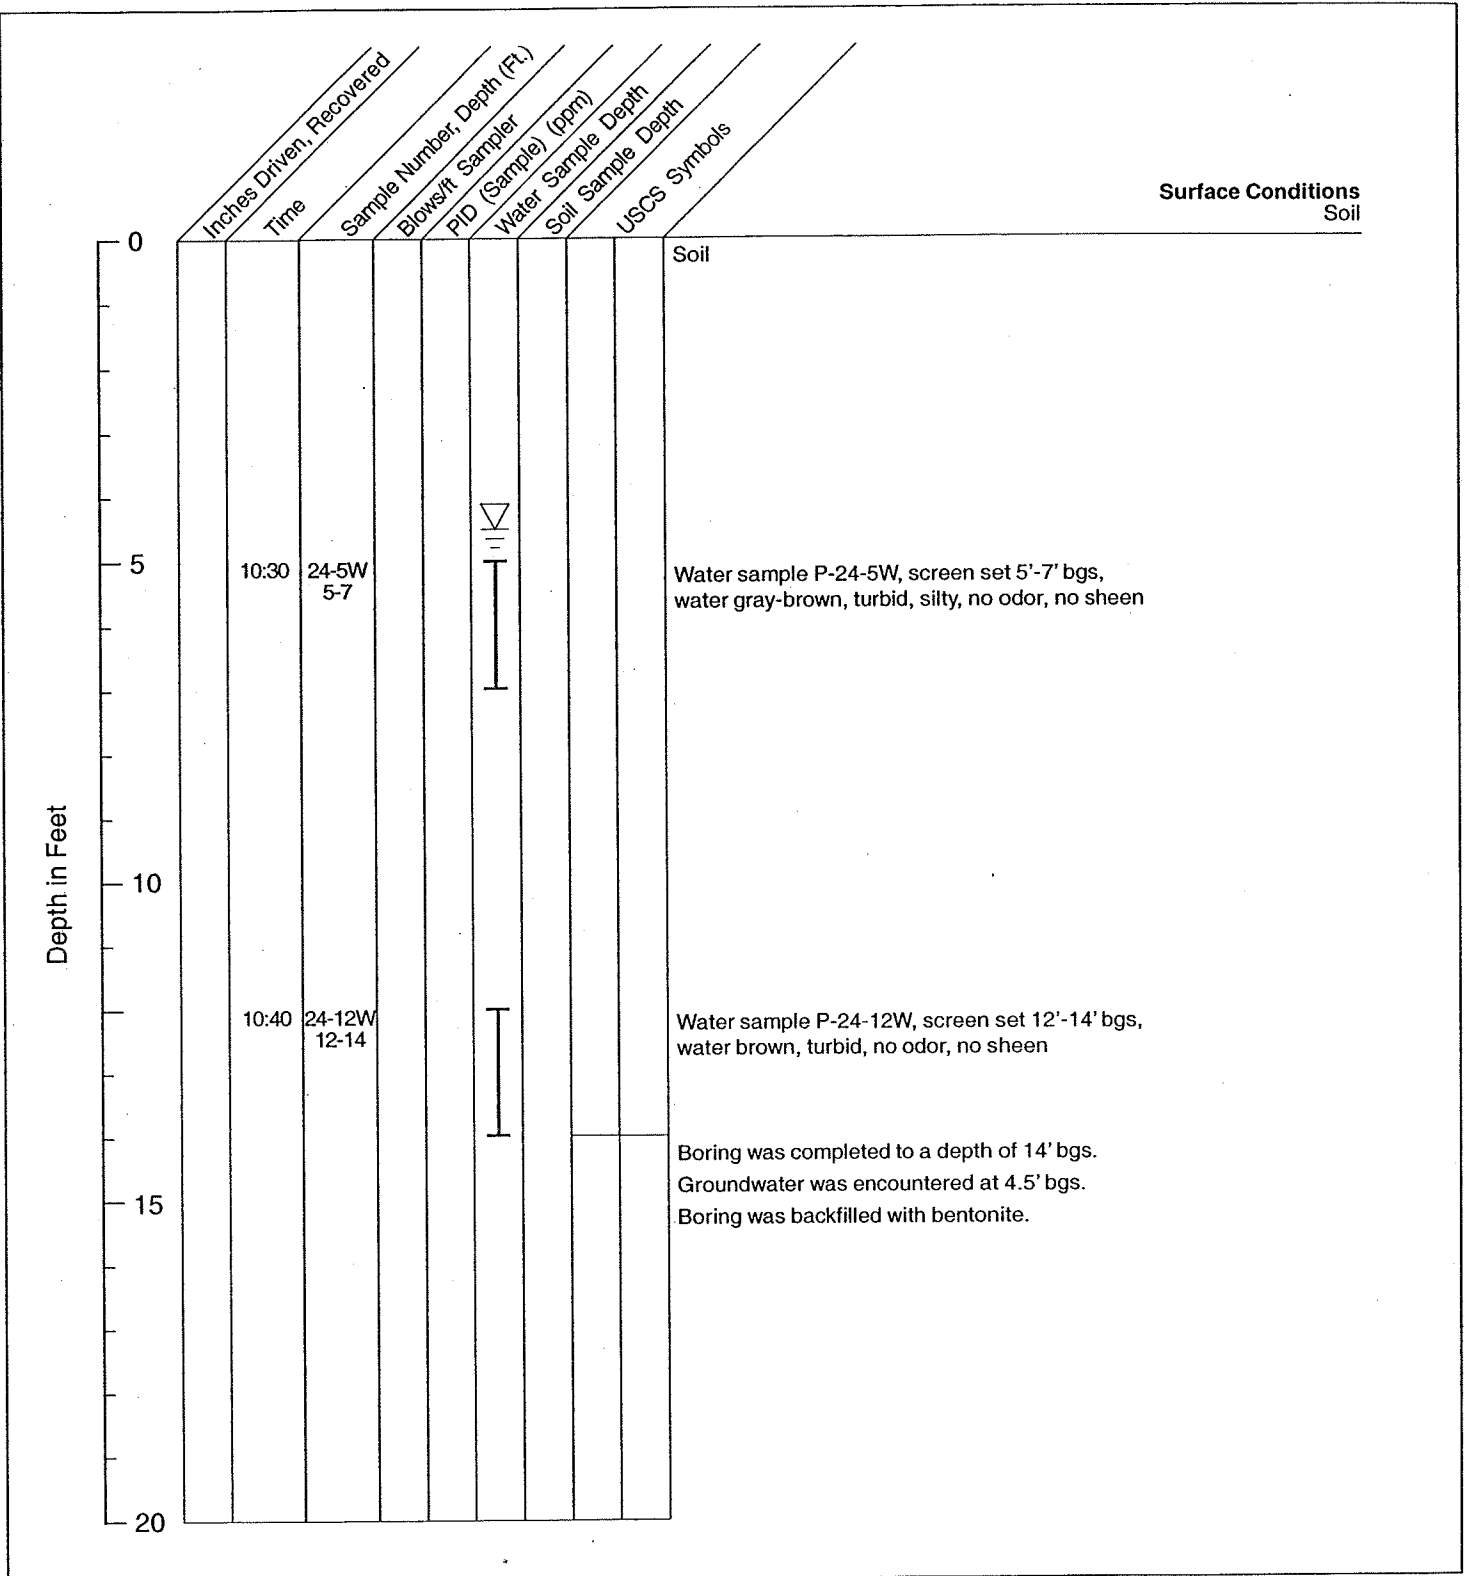 Inches Driven, Recovered
Time
Sample Number, Depth (Ft.)
Blows/ft Sampler
PID (Sample) (ppm)
Water Sample Depth
Soil Sample Depth
USCS Symbols
Surface Conditions
Soil
0
Soil
5
10:30
24-5W
5-7
Water sample P-24-5W, screen set 5'-7' bgs,
water gray-brown, turbid, silty, no odor, no sheen
Depth in Feet
10
10:40
24-12W
12-14
Water sample P-24-12W, screen set 12'-14' bgs,
water brown, turbid, no odor, no sheen
Boring was completed to a depth of 14' bgs.
Groundwater was encountered at 4.5' bgs.
15
Boring was backfilled with bentonite.
20